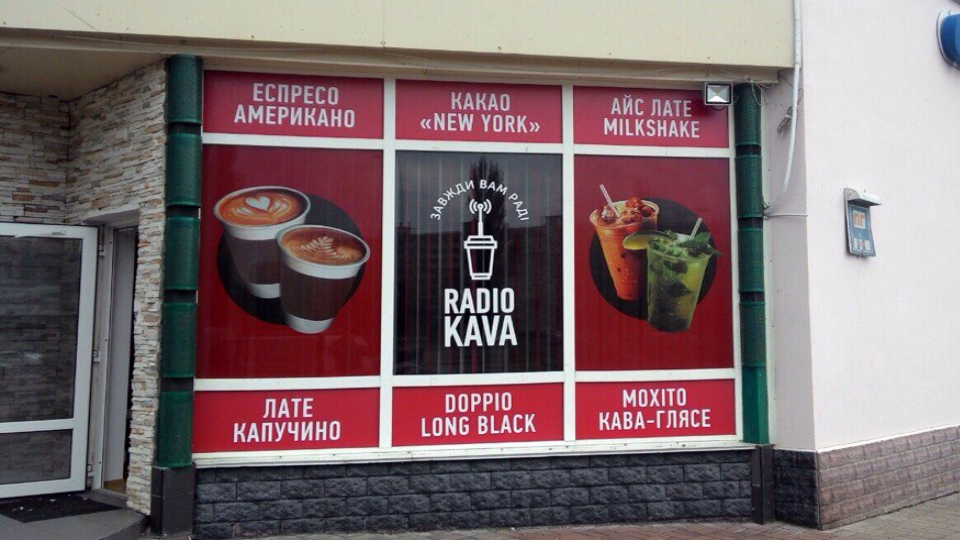 ЕСПРЕСО
АМЕРИКАНО
КАКАО
«NEW YORK»
АЙС ЛАТЕ
MILKSHAKE
ЗАВЖДИ ВАМ РАДІ
RADIO
KAVA
ЛАТЕ
КАПУЧИНО
DOPPIO
LONG BLACK
МОХІТО
КАВА-ГЛЯСЕ